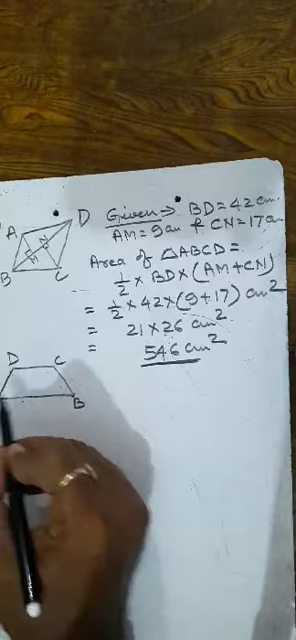 A D Given → BD = 42 cm.
AM = 9 cm & CN = 17 cm
B C
Area of △ABCD =
1/2 × BD × (AM + CN)
= 1/2 × 42 × (9 + 17) cm²
= 21 × 26 cm²
= 546 cm²
D C
B